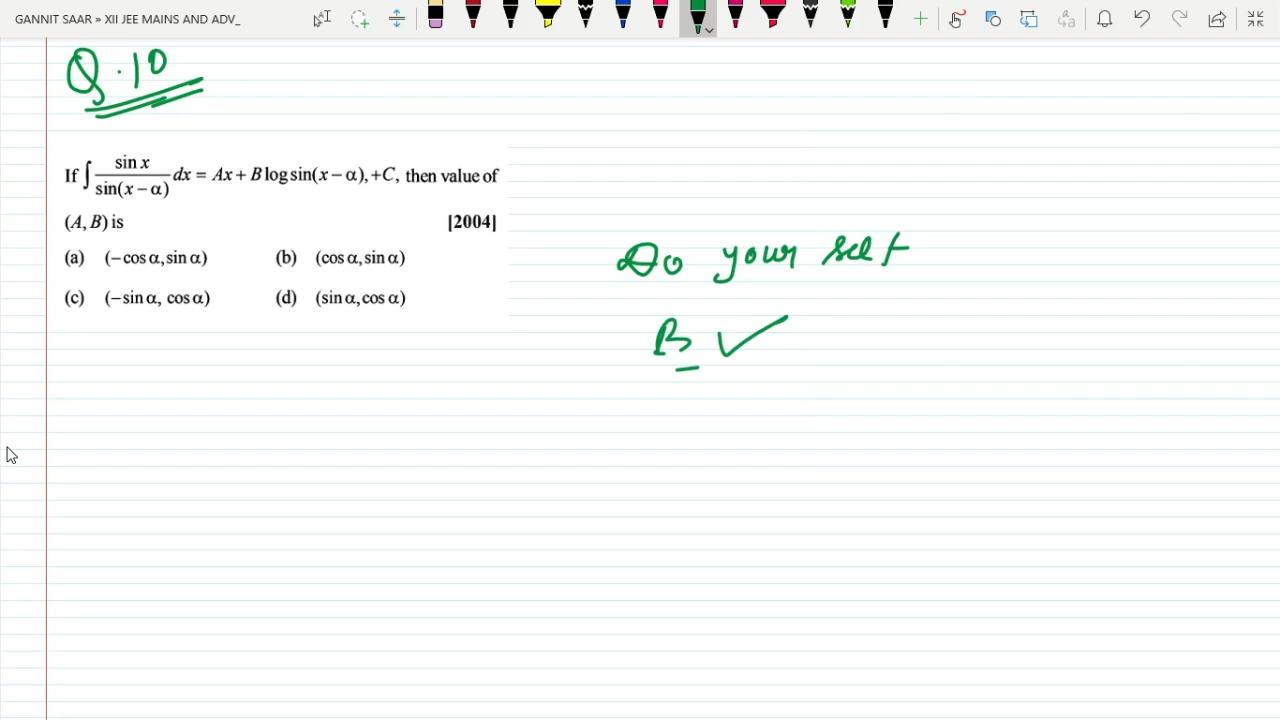 GANNIT SAAR » XII JEE MAINS AND ADV_
Q.10
If ∫ sin x / sin(x − α) dx = Ax + B log sin(x − α), +C, then value of
(A, B) is [2004]
(a) (−cos α, sin α) (b) (cos α, sin α)
(c) (−sin α, cos α) (d) (sin α, cos α)
Do your self
B ✓